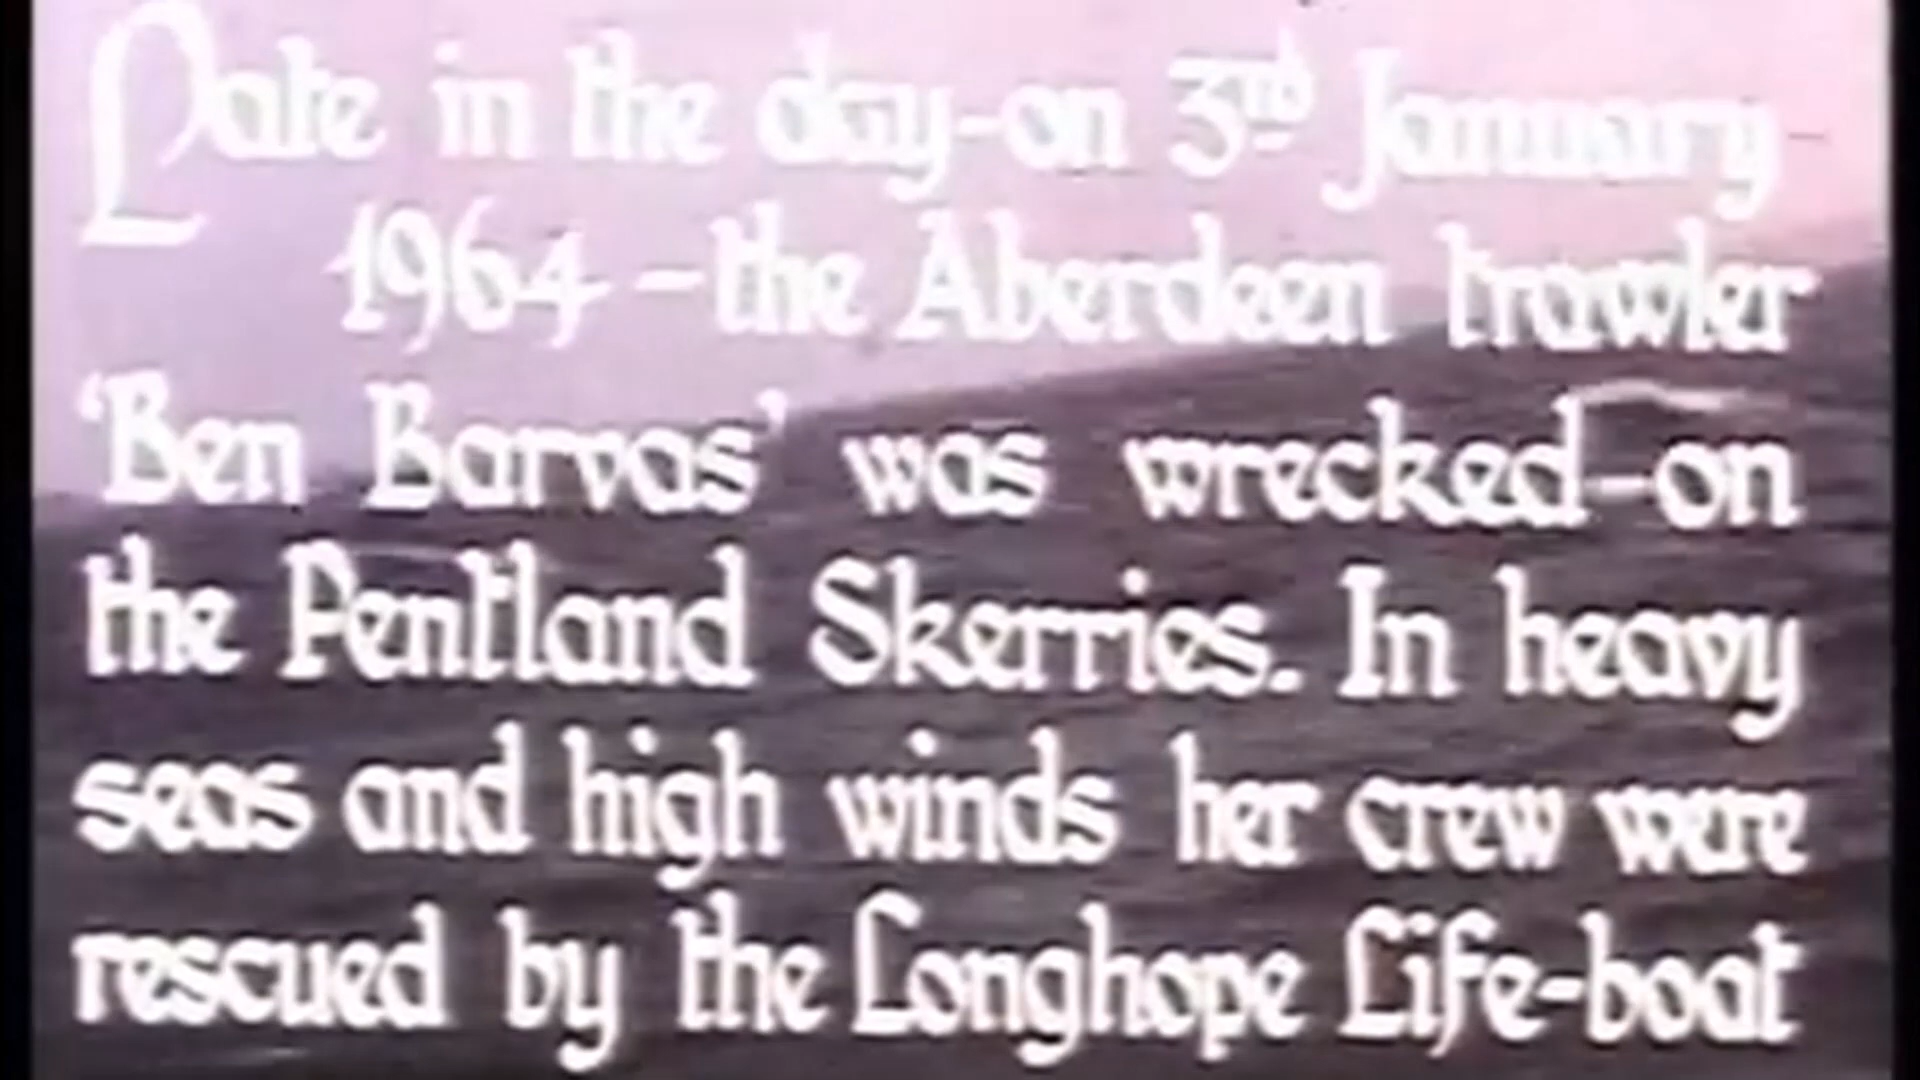 Late in the day-on 3rd January-
1964-the Aberdeen trawler
'Ben Barvas' was wrecked-on
the Pentland Skerries. In heavy
seas and high winds her crew were
rescued by the Longhope Life-boat